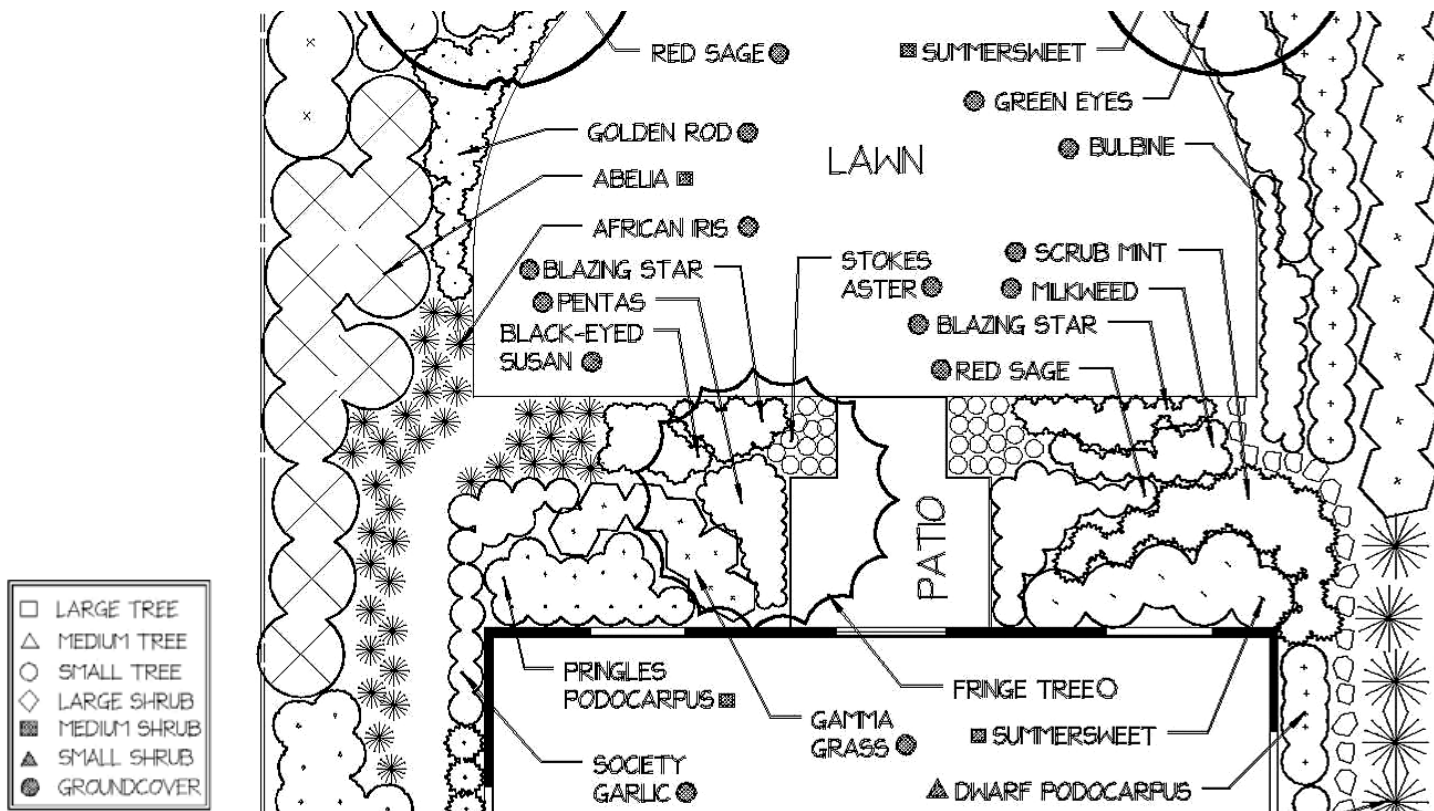 RED SAGE
SUMMERSWEET
GREEN EYES
GOLDEN ROD
BULBINE
LAWN
ABELIA
AFRICAN IRIS
BLAZING STAR
STOKES
ASTER
SCRUB MINT
PENTAS
MILKWEED
BLACK-EYED
SUSAN
BLAZING STAR
RED SAGE
PATIO
LARGE TREE
MEDIUM TREE
SMALL TREE
LARGE SHRUB
MEDIUM SHRUB
SMALL SHRUB
GROUNDCOVER
PRINGLES
PODOCARPUS
FRINGE TREE
GAMMA
GRASS
SUMMERSWEET
SOCIETY
GARLIC
DWARF PODOCARPUS